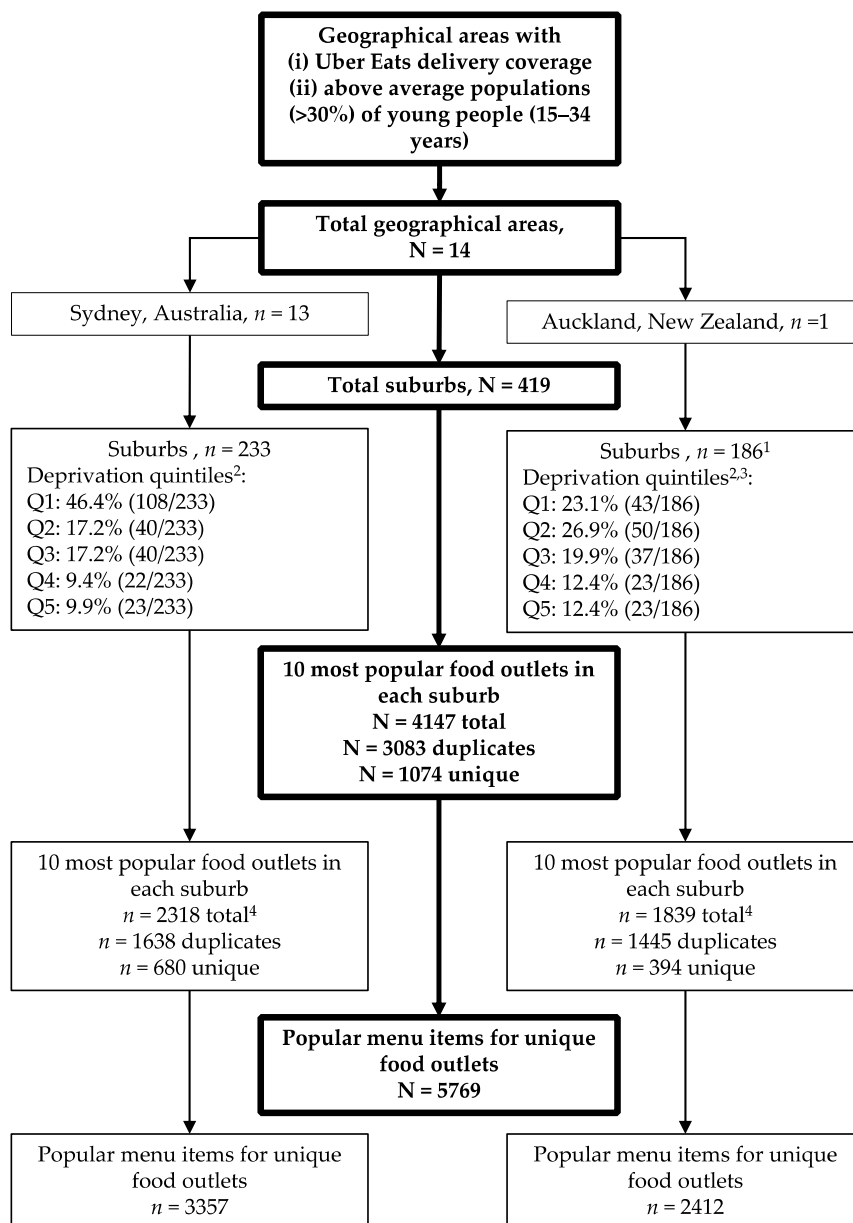 Geographical areas with
(i) Uber Eats delivery coverage
(ii) above average populations
(>30%) of young people (15–34
years)
Total geographical areas,
N = 14
Sydney, Australia, n = 13
Auckland, New Zealand, n =1
Total suburbs, N = 419
Suburbs , n = 233
Deprivation quintiles²:
Q1: 46.4% (108/233)
Q2: 17.2% (40/233)
Q3: 17.2% (40/233)
Q4: 9.4% (22/233)
Q5: 9.9% (23/233)
Suburbs , n = 186¹
Deprivation quintiles²,³:
Q1: 23.1% (43/186)
Q2: 26.9% (50/186)
Q3: 19.9% (37/186)
Q4: 12.4% (23/186)
Q5: 12.4% (23/186)
10 most popular food outlets in
each suburb
N = 4147 total
N = 3083 duplicates
N = 1074 unique
10 most popular food outlets in
each suburb
n = 2318 total⁴
n = 1638 duplicates
n = 680 unique
10 most popular food outlets in
each suburb
n = 1839 total⁴
n = 1445 duplicates
n = 394 unique
Popular menu items for unique
food outlets
N = 5769
Popular menu items for unique
food outlets
n = 3357
Popular menu items for unique
food outlets
n = 2412